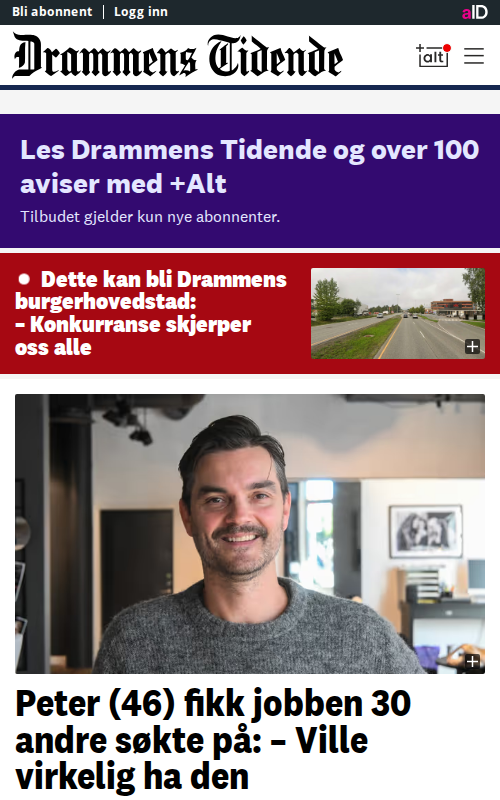 Bli abonnent
Logg inn
aID
Drammens Tidende
+alt
Les Drammens Tidende og over 100
aviser med +Alt
Tilbudet gjelder kun nye abonnenter.
Dette kan bli Drammens
burgerhovedstad:
– Konkurranse skjerper
oss alle
Peter (46) fikk jobben 30
andre søkte på: – Ville
virkelig ha den